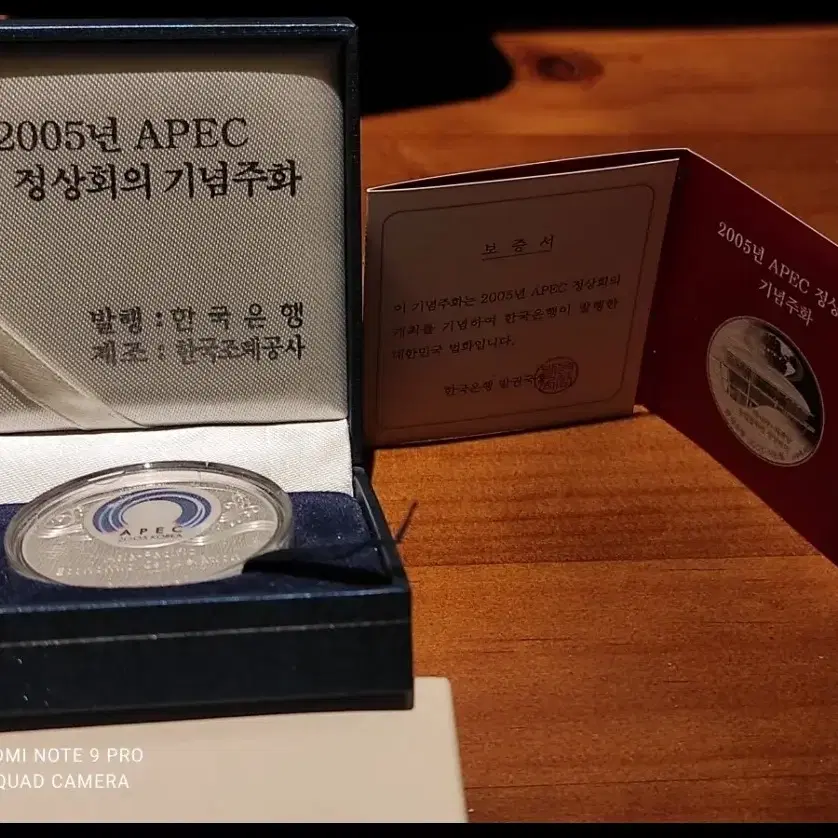 2005년 APEC
정상회의 기념주화
발행 : 한국은행
제조 : 한국조폐공사
보증서
이 기념주화는 2005년 APEC 정상회의
개최를 기념하여 한국은행이 발행한
대한민국 법화입니다.
한국은행 발권국
2005년 APEC 정상
기념주화
APEC
2005 KOREA
ASIA-PACIFIC
ECONOMIC COOPERATION
DMI NOTE 9 PRO
QUAD CAMERA